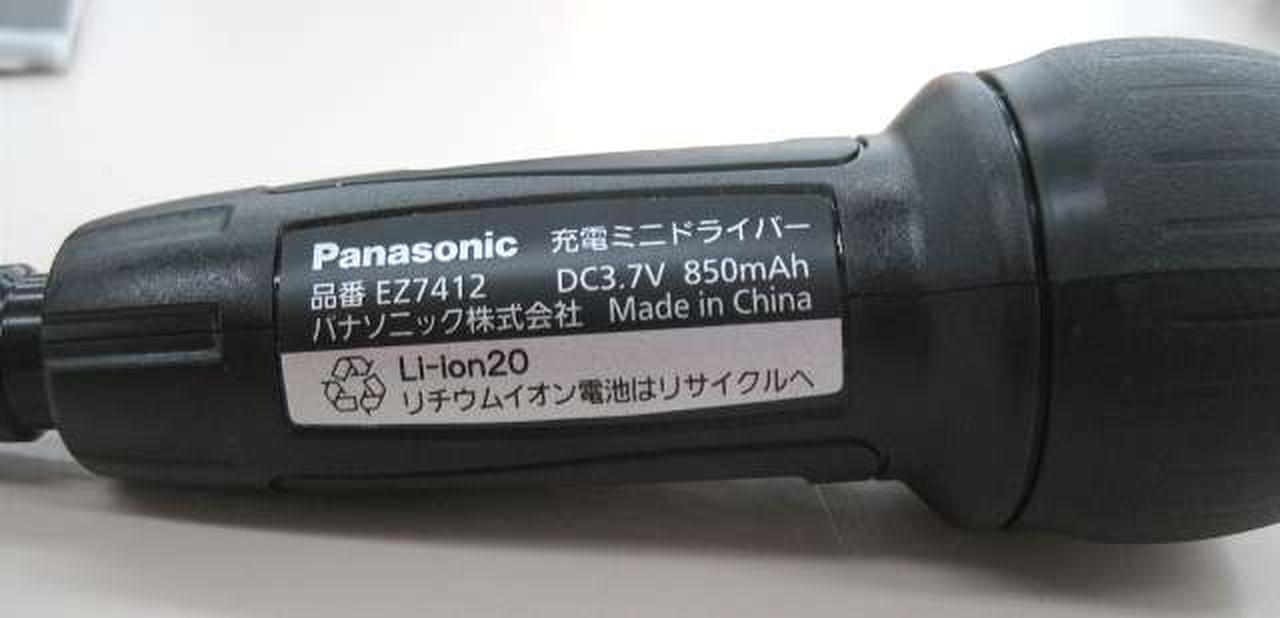 Panasonic 充電ミニドライバー
品番 EZ7412 DC3.7V 850mAh
パナソニック株式会社 Made in China
Li-ion20
リチウムイオン電池はリサイクルへ